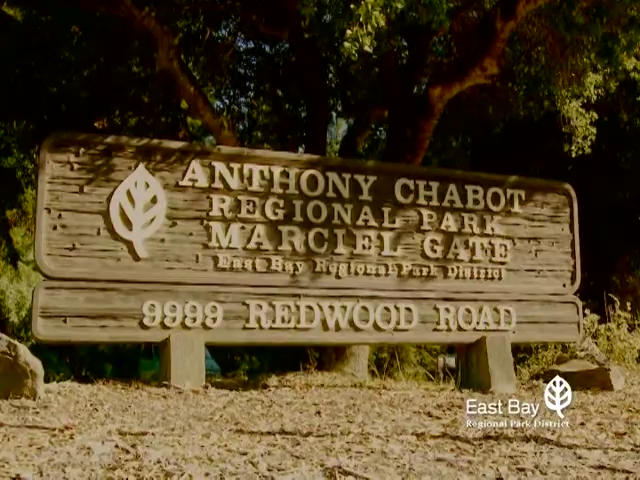 ANTHONY CHABOT
REGIONAL PARK
MARCIEL GATE
East Bay Regional Park District
9999 REDWOOD ROAD
East Bay
Regional Park District